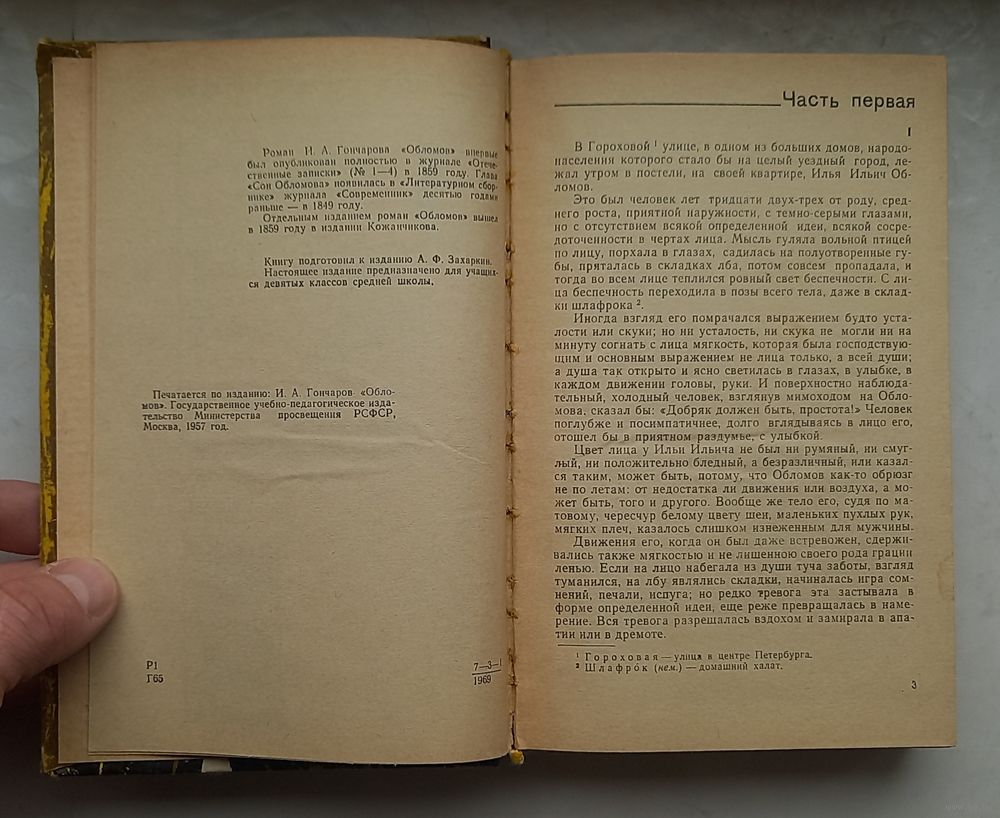 Роман И. А. Гончарова «Обломов» впервые
был опубликован полностью в журнале «Отече-
ственные записки» (№ 1—4) в 1859 году. Глава
«Сон Обломова» появилась в «Литературном сбор-
нике» журнала «Современник» десятью годами
раньше — в 1849 году.
Отдельным изданием роман «Обломов» вышел
в 1859 году в издании Кожанчикова.
Книгу подготовил к изданию А. Ф. Захаркин.
Настоящее издание предназначено для учащих-
ся девятых классов средней школы.
Печатается по изданию: И. А. Гончаров «Обло-
мов». Государственное учебно-педагогическое изда-
тельство Министерства просвещения РСФСР,
Москва, 1957 год.
Р1
Г65
7—3—1
1969
Часть первая
I
В Гороховой ¹ улице, в одном из больших домов, народо-
населения которого стало бы на целый уездный город, ле-
жал утром в постели, на своей квартире, Илья Ильич Об-
ломов.
Это был человек лет тридцати двух-трех от роду, сред-
него роста, приятной наружности, с темно-серыми глазами,
но с отсутствием всякой определенной идеи, всякой сосре-
доточенности в чертах лица. Мысль гуляла вольной птицей
по лицу, порхала в глазах, садилась на полуотворенные гу-
бы, пряталась в складках лба, потом совсем пропадала, и
тогда во всем лице теплился ровный свет беспечности. С ли-
ца беспечность переходила в позы всего тела, даже в склад-
ки шлафрока ².
Иногда взгляд его помрачался выражением будто уста-
лости или скуки; но ни усталость, ни скука не могли ни на
минуту согнать с лица мягкость, которая была господствую-
щим и основным выражением не лица только, а всей души;
а душа так открыто и ясно светилась в глазах, в улыбке, в
каждом движении головы, руки. И поверхностно наблюда-
тельный, холодный человек, взглянув мимоходом на Обло-
мова, сказал бы: «Добряк должен быть, простота!» Человек
поглубже и посимпатичнее, долго вглядываясь в лицо его,
отошел бы в приятном раздумье, с улыбкой.
Цвет лица у Ильи Ильича не был ни румяный, ни смуг-
лый, ни положительно бледный, а безразличный, или казал-
ся таким, может быть, потому, что Обломов как-то обрюзг
не по летам: от недостатка ли движения или воздуха, а мо-
жет быть, того и другого. Вообще же тело его, судя по ма-
товому, чересчур белому цвету шеи, маленьких пухлых рук,
мягких плеч, казалось слишком изнеженным для мужчины.
Движения его, когда он был даже встревожен, сдержи-
вались также мягкостью и не лишенною своего рода грации
ленью. Если на лицо набегала из души туча заботы, взгляд
туманился, на лбу являлись складки, начиналась игра сом-
нений, печали, испуга; но редко тревога эта застывала в
форме определенной идеи, еще реже превращалась в наме-
рение. Вся тревога разрешалась вздохом и замирала в апа-
тии или в дремоте.
¹ Гороховая — улица в центре Петербурга.
² Шлафрок (нем.) — домашний халат.
3